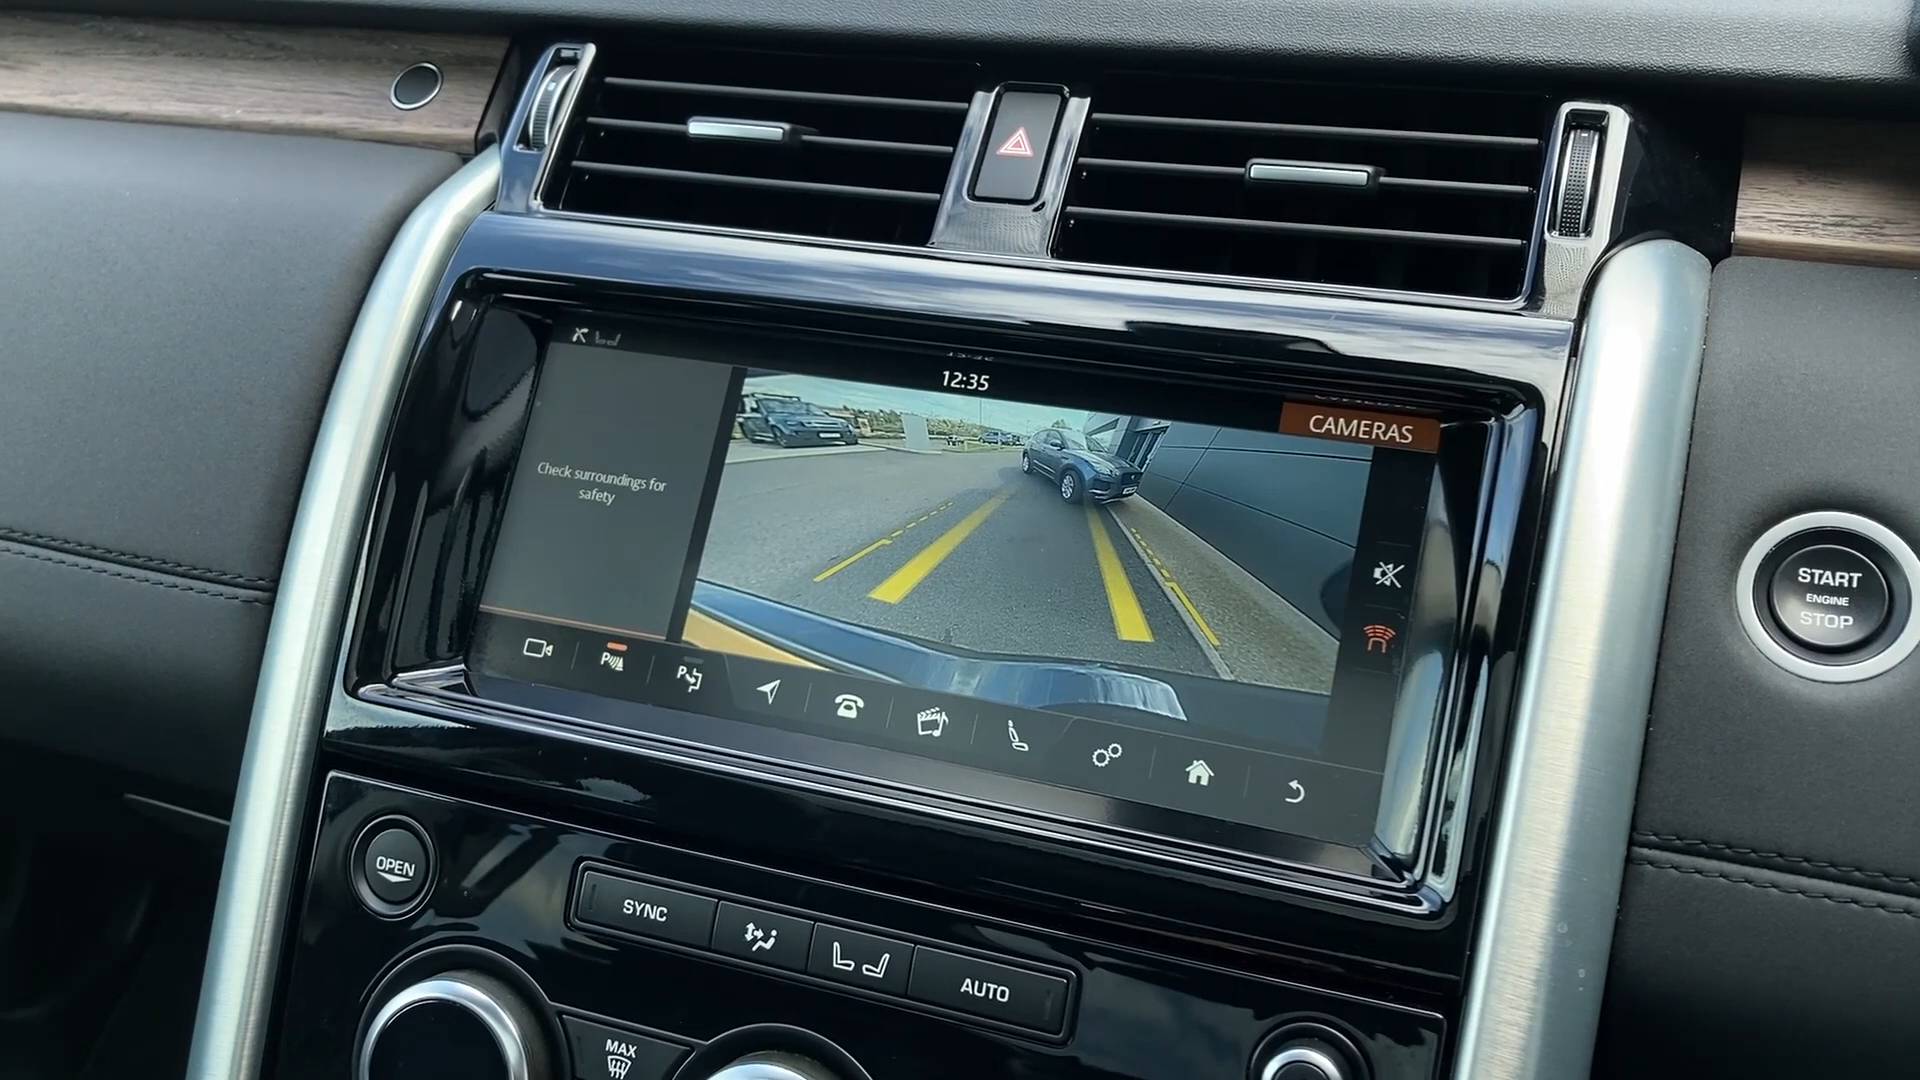 12:35
CAMERAS
Check surroundings for
safety
START
ENGINE
STOP
P
P
OPEN
SYNC
AUTO
MAX